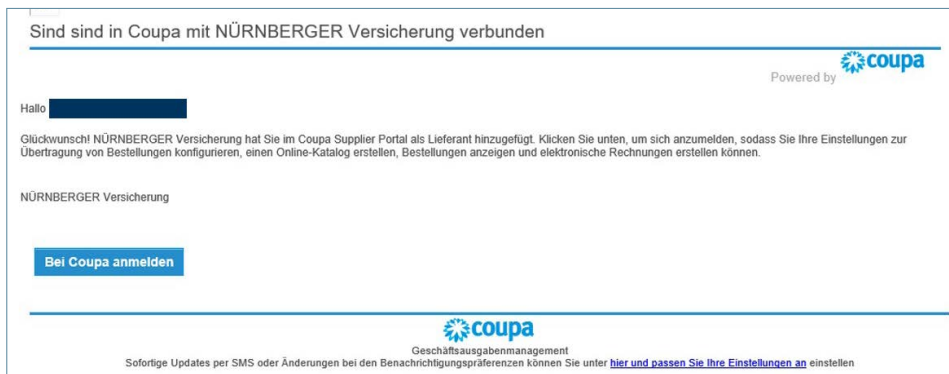 Sind sind in Coupa mit NÜRNBERGER Versicherung verbunden
Powered by coupa
Hallo
Glückwunsch! NÜRNBERGER Versicherung hat Sie im Coupa Supplier Portal als Lieferant hinzugefügt. Klicken Sie unten, um sich anzumelden, sodass Sie Ihre Einstellungen zur
Übertragung von Bestellungen konfigurieren, einen Online-Katalog erstellen, Bestellungen anzeigen und elektronische Rechnungen erstellen können.
NÜRNBERGER Versicherung
Bei Coupa anmelden
coupa
Geschäftsausgabenmanagement
Sofortige Updates per SMS oder Änderungen bei den Benachrichtigungspräferenzen können Sie unter hier und passen Sie Ihre Einstellungen an einstellen